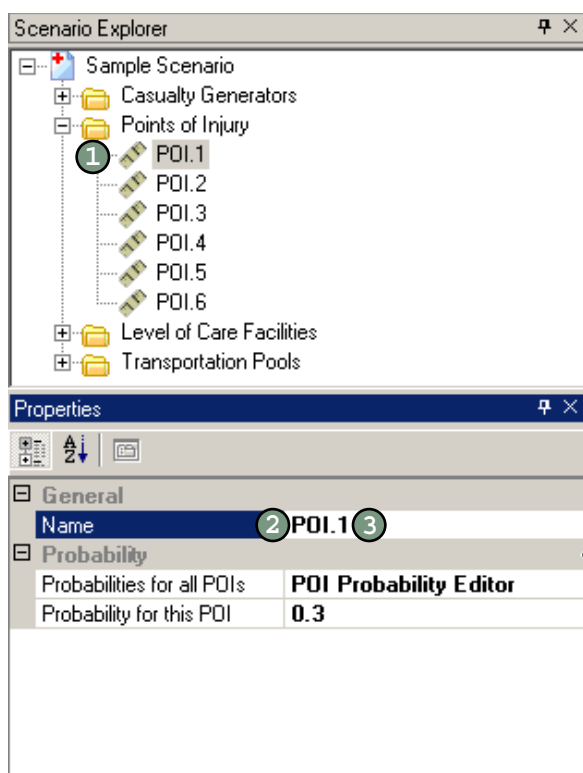 Scenario Explorer
Sample Scenario
Casualty Generators
Points of Injury
1 POI.1
POI.2
POI.3
POI.4
POI.5
POI.6
Level of Care Facilities
Transportation Pools
Properties
General
Name 2 POI.1 3
Probability
Probabilities for all POIs POI Probability Editor
Probability for this POI 0.3